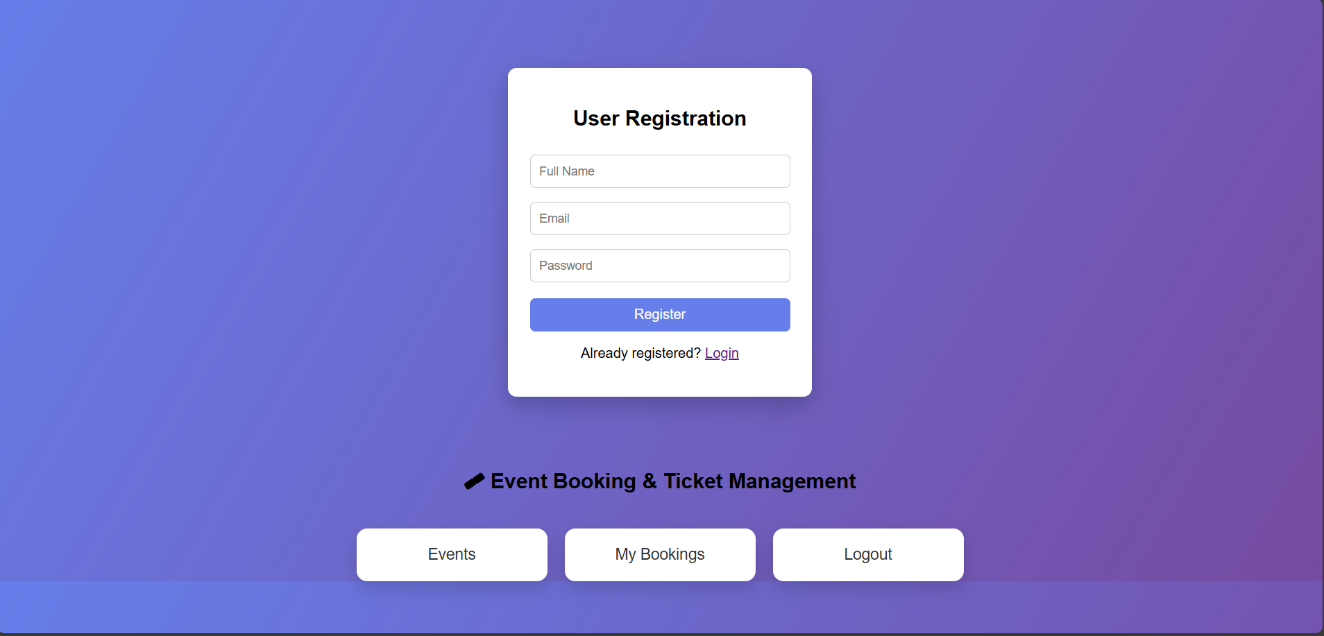 User Registration
Full Name
Email
Password
Register
Already registered? Login
Event Booking & Ticket Management
Events My Bookings Logout